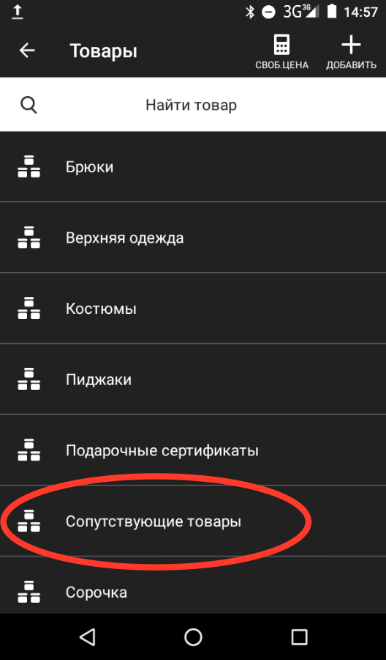 3G 3G 14:57
Товары
СВОБ.ЦЕНА ДОБАВИТЬ
Найти товар
Брюки
Верхняя одежда
Костюмы
Пиджаки
Подарочные сертификаты
Сопутствующие товары
Сорочка